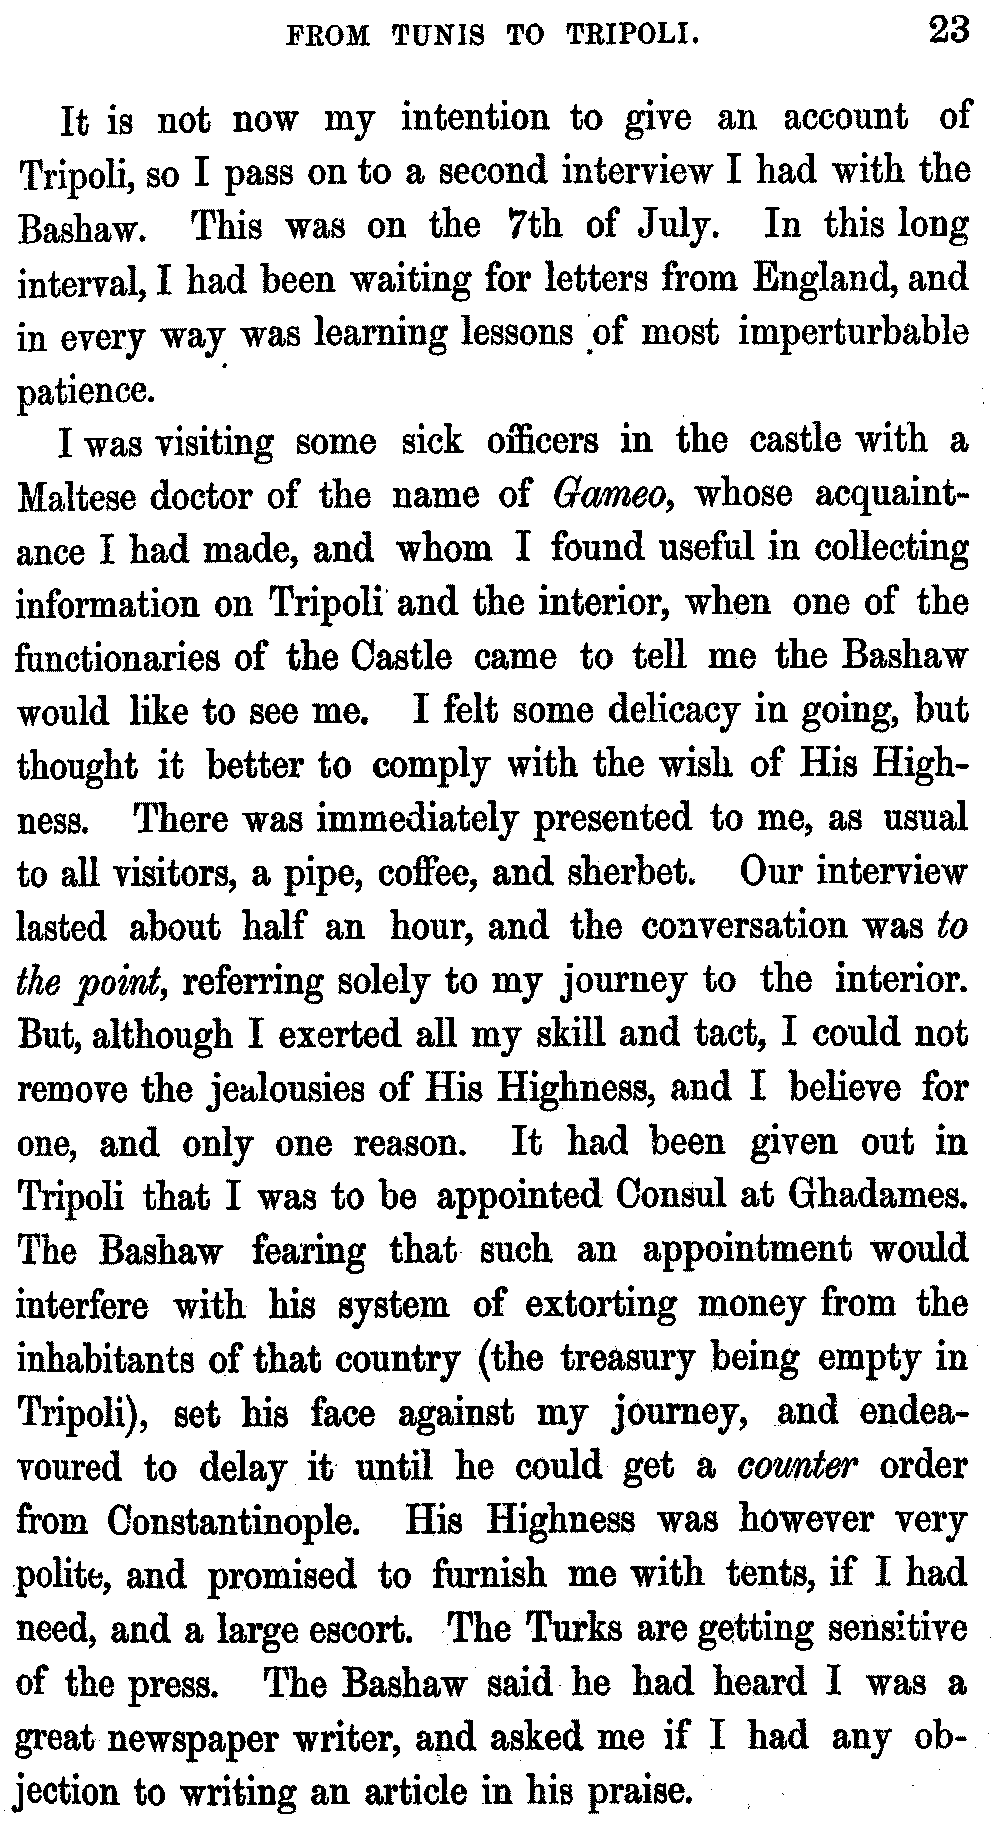 FROM TUNIS TO TRIPOLI. 23
It is not now my intention to give an account of
Tripoli, so I pass on to a second interview I had with the
Bashaw. This was on the 7th of July. In this long
interval, I had been waiting for letters from England, and
in every way was learning lessons of most imperturbable
patience.
I was visiting some sick officers in the castle with a
Maltese doctor of the name of Gameo, whose acquaint-
ance I had made, and whom I found useful in collecting
information on Tripoli and the interior, when one of the
functionaries of the Castle came to tell me the Bashaw
would like to see me. I felt some delicacy in going, but
thought it better to comply with the wish of His High-
ness. There was immediately presented to me, as usual
to all visitors, a pipe, coffee, and sherbet. Our interview
lasted about half an hour, and the conversation was to
the point, referring solely to my journey to the interior.
But, although I exerted all my skill and tact, I could not
remove the jealousies of His Highness, and I believe for
one, and only one reason. It had been given out in
Tripoli that I was to be appointed Consul at Ghadames.
The Bashaw fearing that such an appointment would
interfere with his system of extorting money from the
inhabitants of that country (the treasury being empty in
Tripoli), set his face against my journey, and endea-
voured to delay it until he could get a counter order
from Constantinople. His Highness was however very
polite, and promised to furnish me with tents, if I had
need, and a large escort. The Turks are getting sensitive
of the press. The Bashaw said he had heard I was a
great newspaper writer, and asked me if I had any ob-
jection to writing an article in his praise.